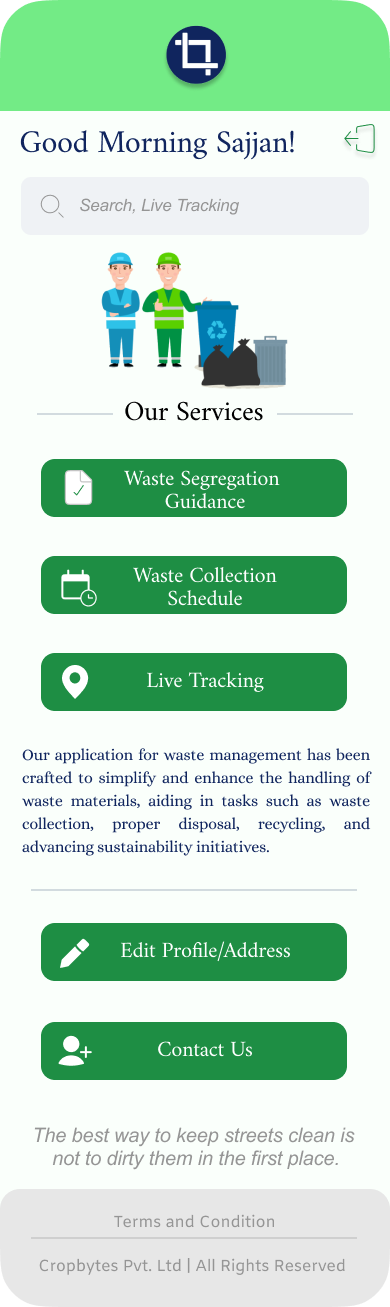 Good Morning Sajjan!
Search, Live Tracking
Our Services
Waste Segregation
Guidance
Waste Collection
Schedule
Live Tracking
Our application for waste management has been
crafted to simplify and enhance the handling of
waste materials, aiding in tasks such as waste
collection, proper disposal, recycling, and
advancing sustainability initiatives.
Edit Profile/Address
Contact Us
The best way to keep streets clean is
not to dirty them in the first place.
Terms and Condition
Cropbytes Pvt. Ltd | All Rights Reserved